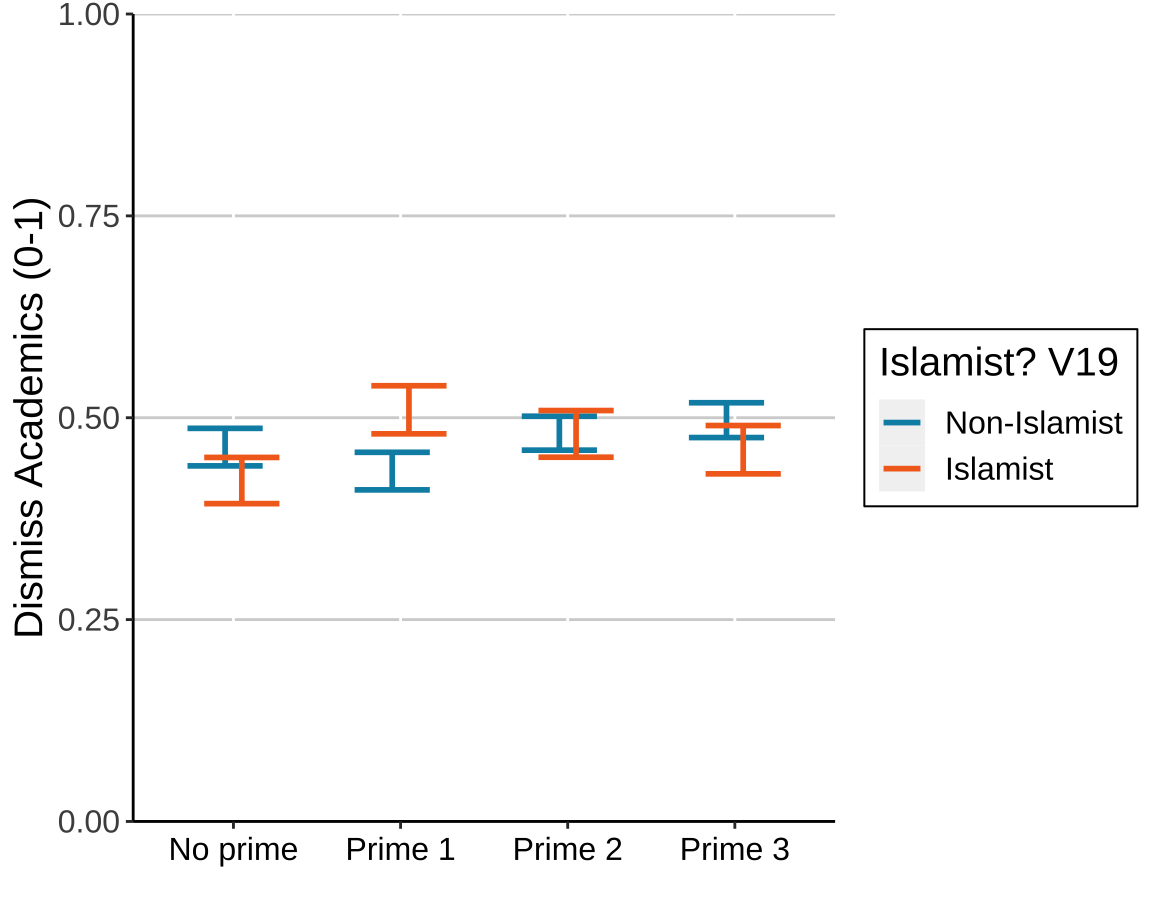 1.00
0.75
0.50
0.25
0.00
Dismiss Academics (0-1)
No prime
Prime 1
Prime 2
Prime 3
Islamist? V19
Non-Islamist
Islamist